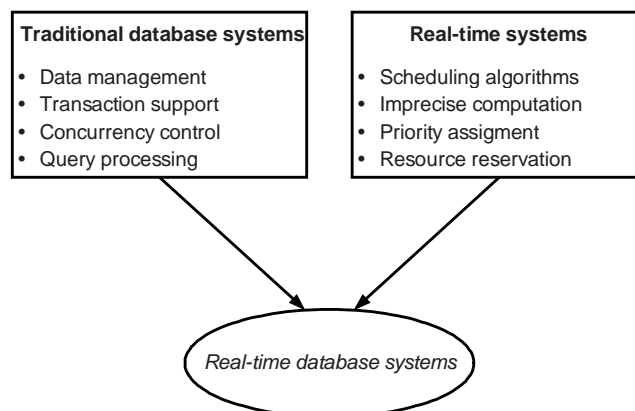 Traditional database systems
• Data management
• Transaction support
• Concurrency control
• Query processing
Real-time systems
• Scheduling algorithms
• Imprecise computation
• Priority assigment
• Resource reservation
Real-time database systems